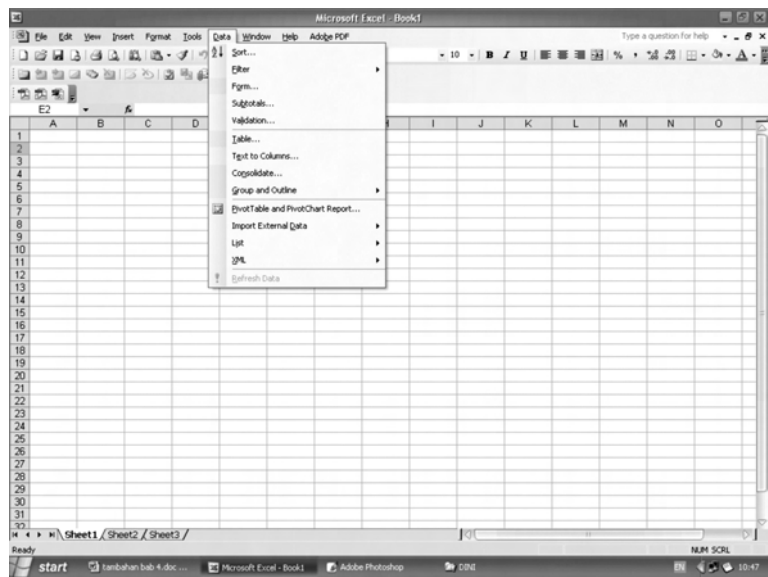 Microsoft Excel - Book1
File Edit View Insert Format Tools Data Window Help Adobe PDF Type a question for help
10 B I U % ,
E2 fx
A B C D I J K L M N O
Sort...
Filter
Form...
Subtotals...
Validation...
Table...
Text to Columns...
Consolidate...
Group and Outline
PivotTable and PivotChart Report...
Import External Data
List
XML
Refresh Data
1
2
3
4
5
6
7
8
9
10
11
12
13
14
15
16
17
18
19
20
21
22
23
24
25
26
27
28
29
30
31
32
Sheet1 Sheet2 Sheet3
Ready NUM SCRL
start tambahan bab 4.doc ... Microsoft Excel - Book1 Adobe Photoshop DINI EN 10:47